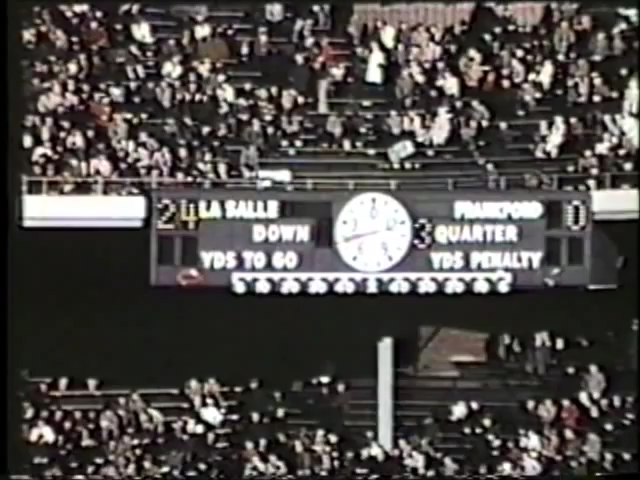 24 LA SALLE FRANKFORD 0
DOWN 3 QUARTER
YDS TO GO YDS PENALTY